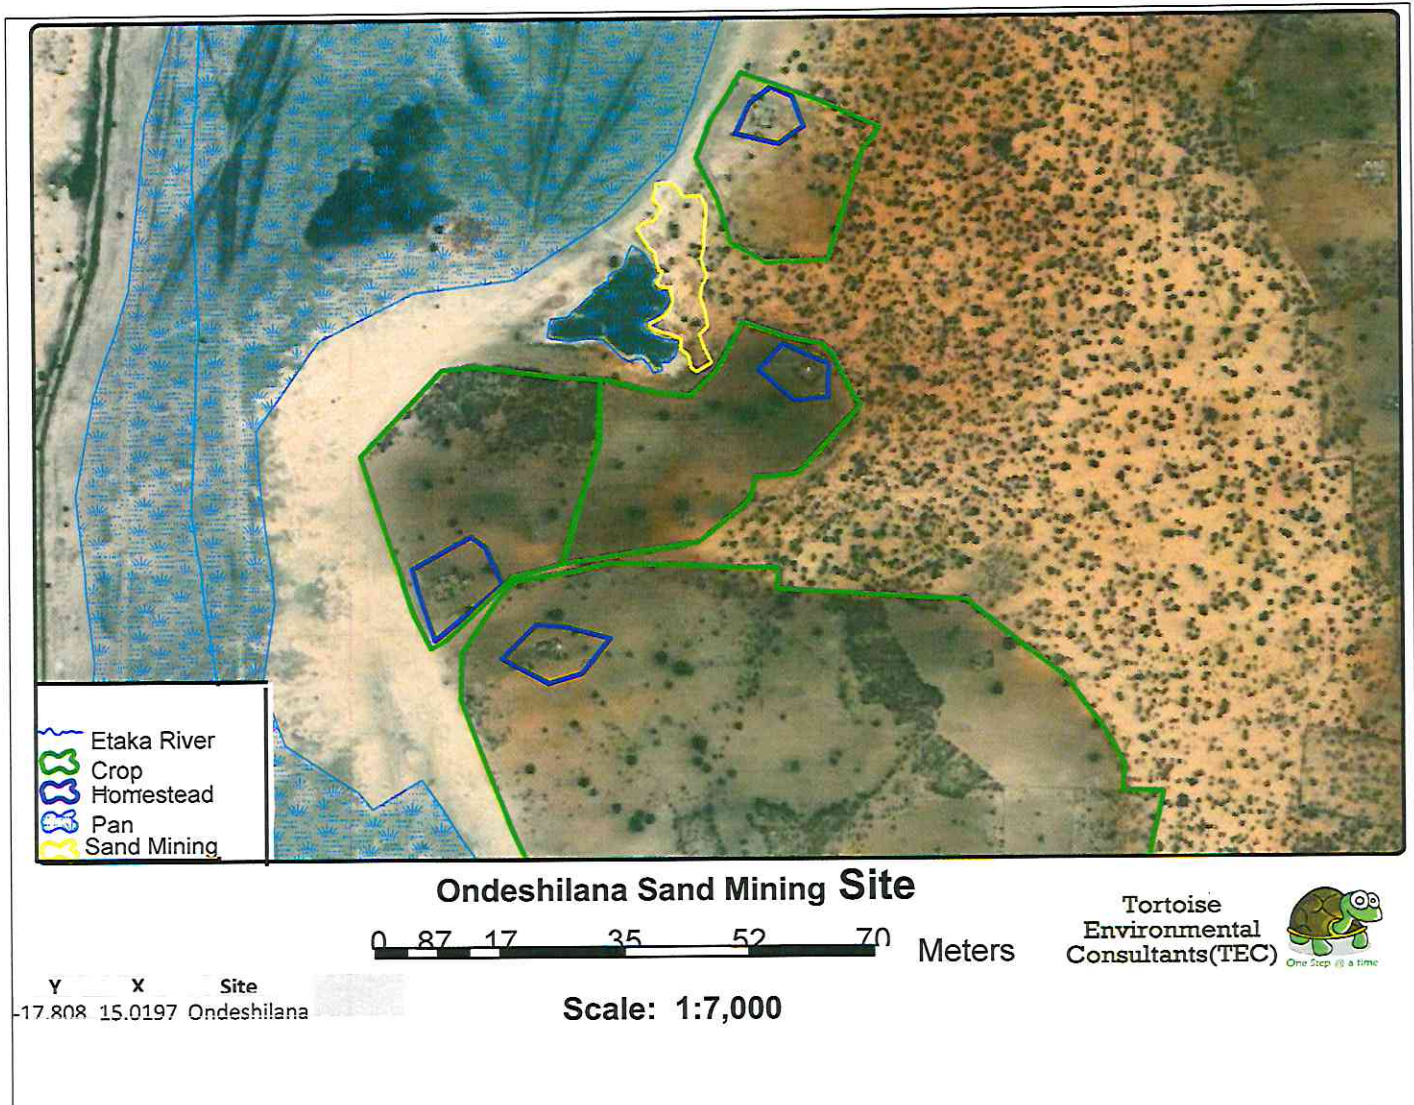 Etaka River
Crop
Homestead
Pan
Sand Mining
Ondeshilana Sand Mining Site
0 87 17 35 52 70 Meters
Tortoise
Environmental
Consultants(TEC)
One Step @ a time
Y X Site
-17.808 15.0197 Ondeshilana
Scale: 1:7,000